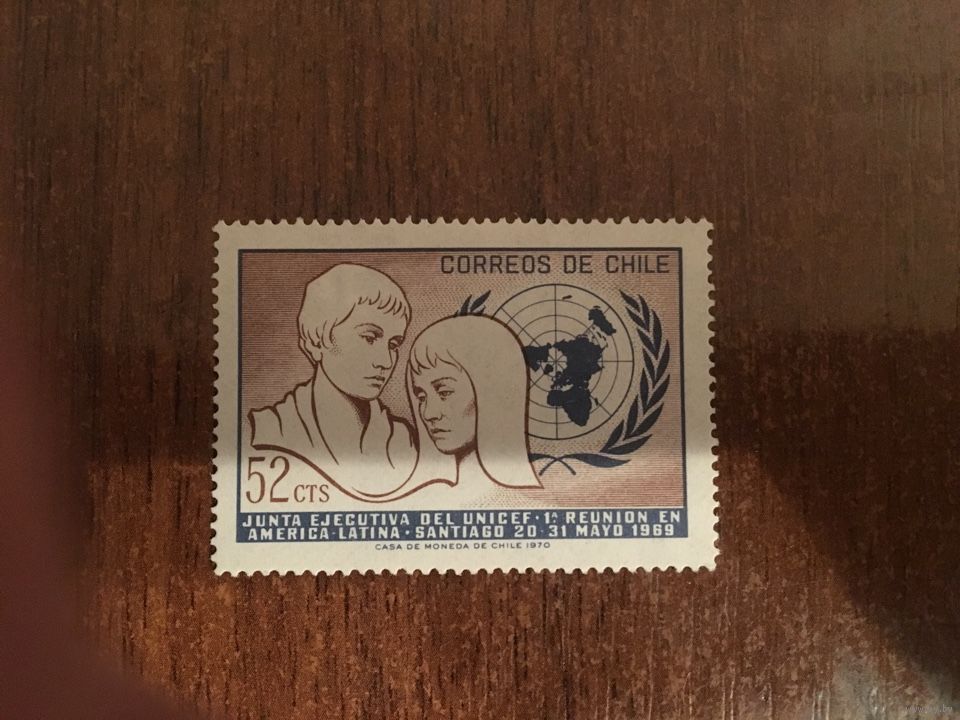 CORREOS DE CHILE
52 CTS
JUNTA EJECUTIVA DEL UNICEF · 1ª REUNION EN
AMERICA-LATINA · SANTIAGO 20-31 MAYO 1969
CASA DE MONEDA DE CHILE 1970